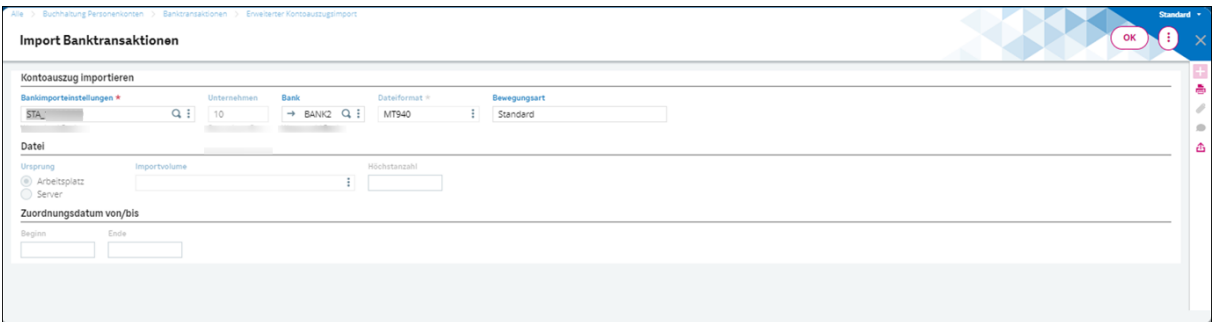 Alle > Buchhaltung Personenkonten > Banktransaktionen > Erweiterter Kontoauszugsimport
Standard
Import Banktransaktionen
OK
Kontoauszug importieren
Bankimporteinstellungen * Unternehmen Bank Dateiformat * Bewegungsart
STA_ 10 → BANK2 MT940 Standard
Datei
Ursprung Importvolume Höchstanzahl
Arbeitsplatz
Server
Zuordnungsdatum von/bis
Beginn Ende